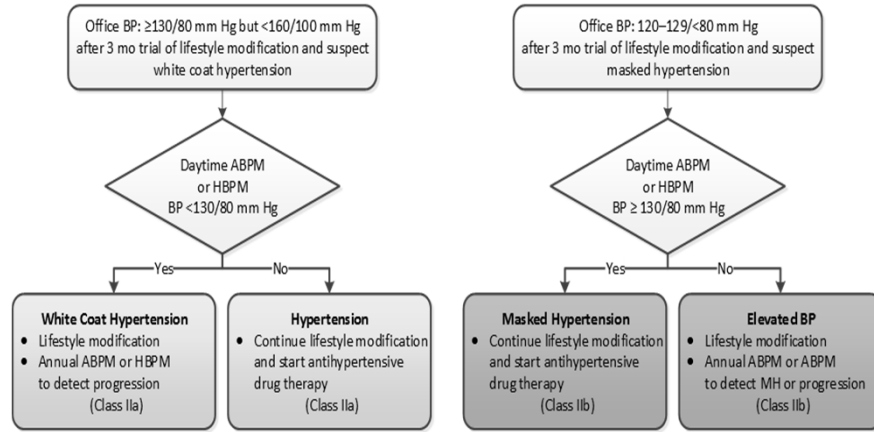 Office BP: ≥130/80 mm Hg but <160/100 mm Hg
after 3 mo trial of lifestyle modification and suspect
white coat hypertension
Daytime ABPM
or HBPM
BP <130/80 mm Hg
Yes
No
White Coat Hypertension
• Lifestyle modification
• Annual ABPM or HBPM
to detect progression
(Class IIa)
Hypertension
• Continue lifestyle modification
and start antihypertensive
drug therapy
(Class IIa)
Office BP: 120–129/<80 mm Hg
after 3 mo trial of lifestyle modification and suspect
masked hypertension
Daytime ABPM
or HBPM
BP ≥ 130/80 mm Hg
Yes
No
Masked Hypertension
• Continue lifestyle modification
and start antihypertensive
drug therapy
(Class IIb)
Elevated BP
• Lifestyle modification
• Annual ABPM or ABPM
to detect MH or progression
(Class IIb)